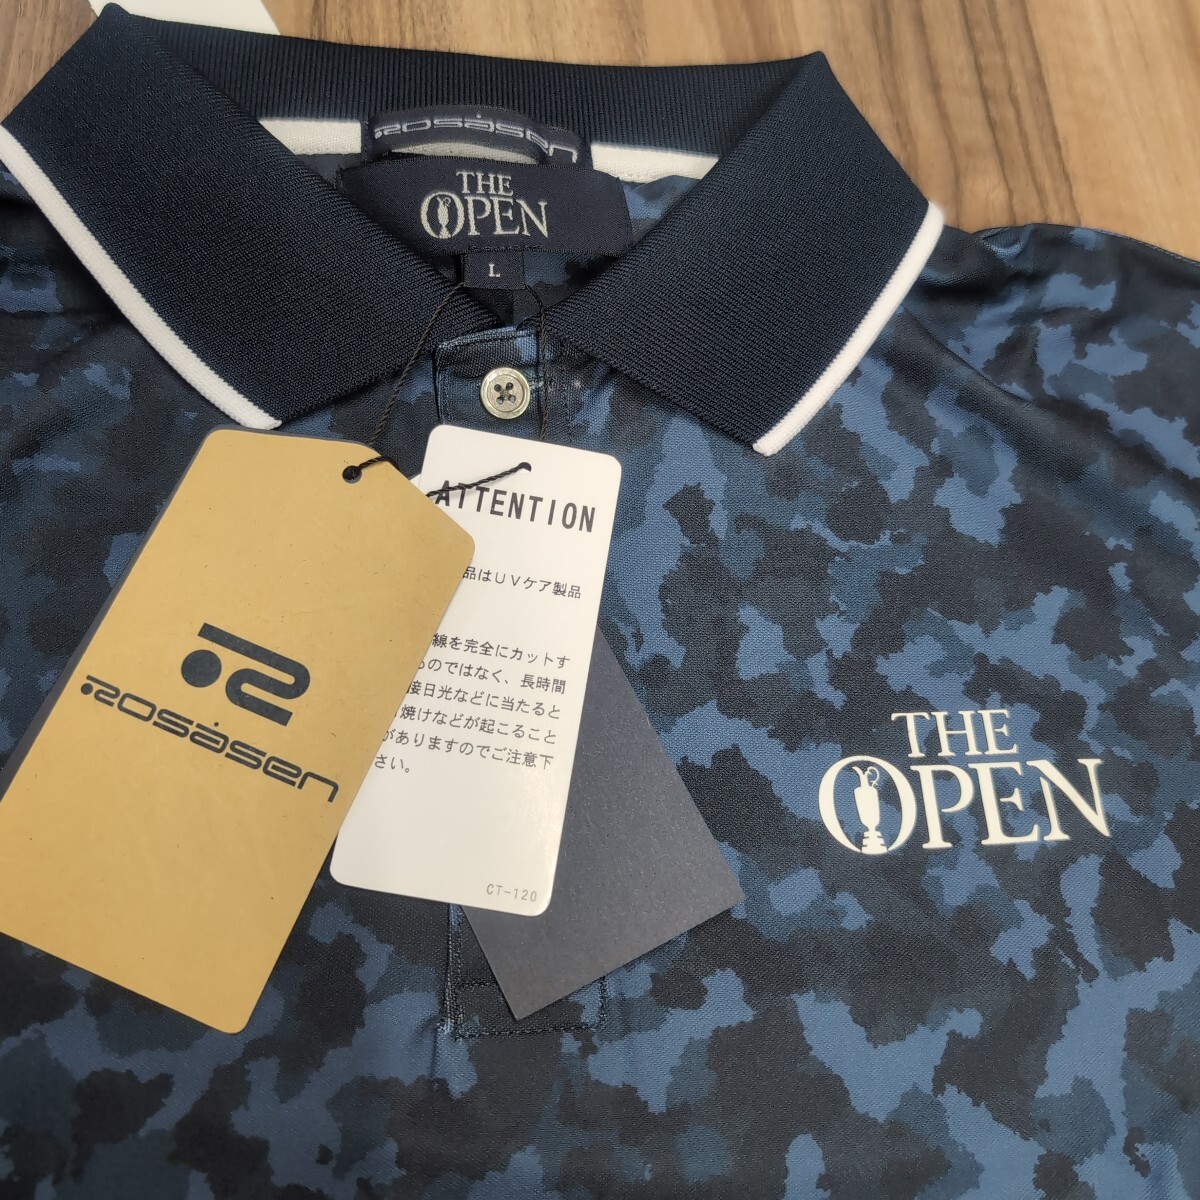 ROSASEN
THE
OPEN
L
ATTENTION
品はUVケア製品
線を完全にカットす
ものではなく、長時間
接日光などに当たると
焼けなどが起こること
がありますのでご注意下
さい。
CT-120
ROSASEN
THE
OPEN